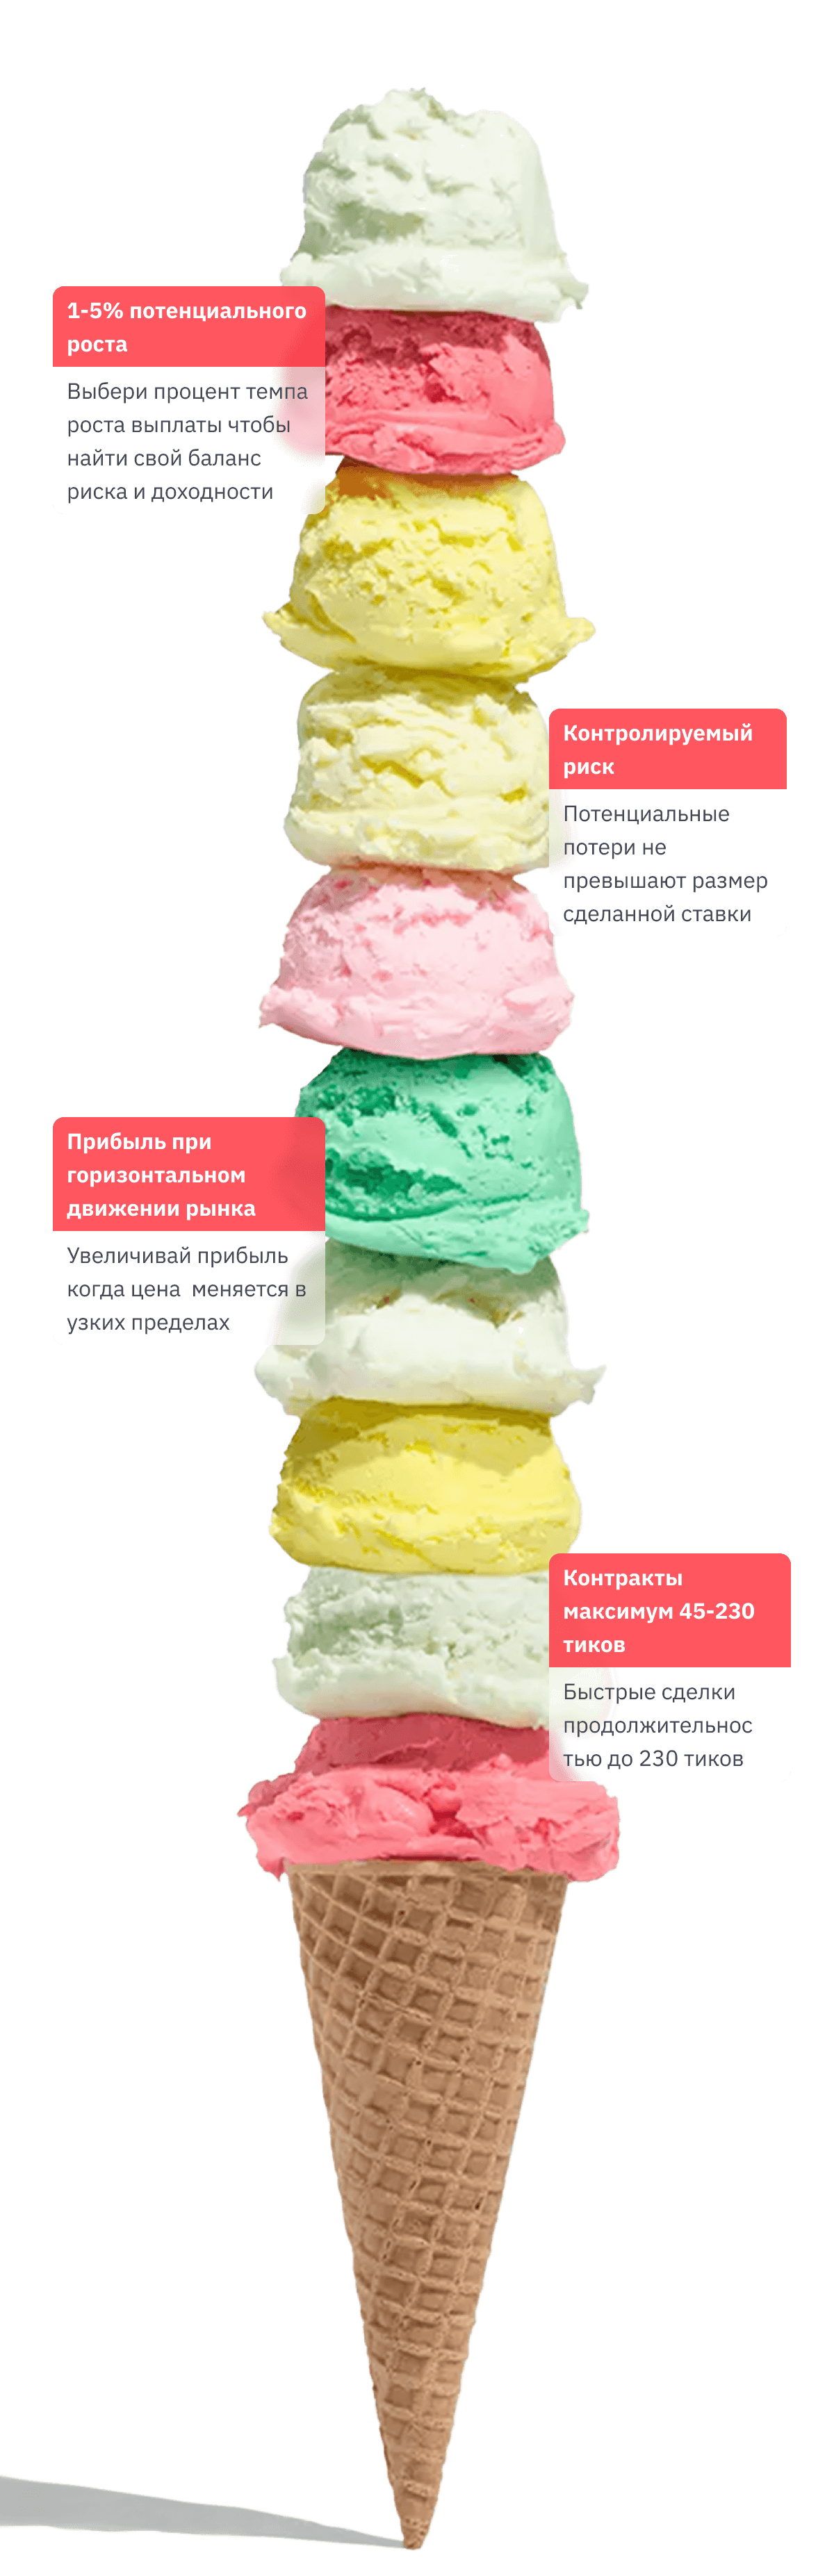 1-5% потенциального
роста
Выбери процент темпа
роста выплаты чтобы
найти свой баланс
риска и доходности
Контролируемый
риск
Потенциальные
потери не
превышают размер
сделанной ставки
Прибыль при
горизонтальном
движении рынка
Увеличивай прибыль
когда цена  меняется в
узких пределах
Контракты
максимум 45-230
тиков
Быстрые сделки
продолжительнос
тью до 230 тиков